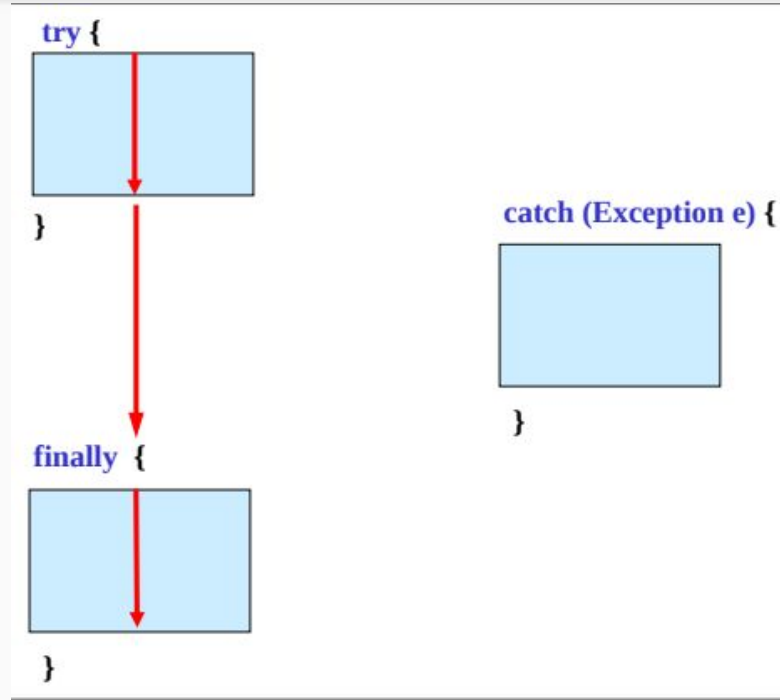 try {
}
catch (Exception e) {
}
finally {
}